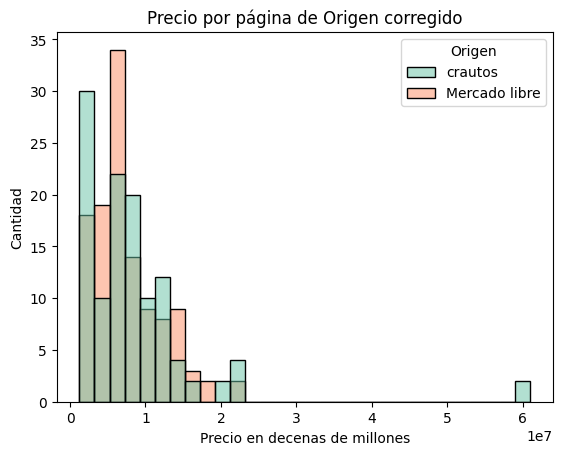 Precio por página de Origen corregido
Origen
crautos
Mercado libre
Cantidad
35
30
25
20
15
10
5
0
0 1 2 3 4 5 6
1e7
Precio en decenas de millones